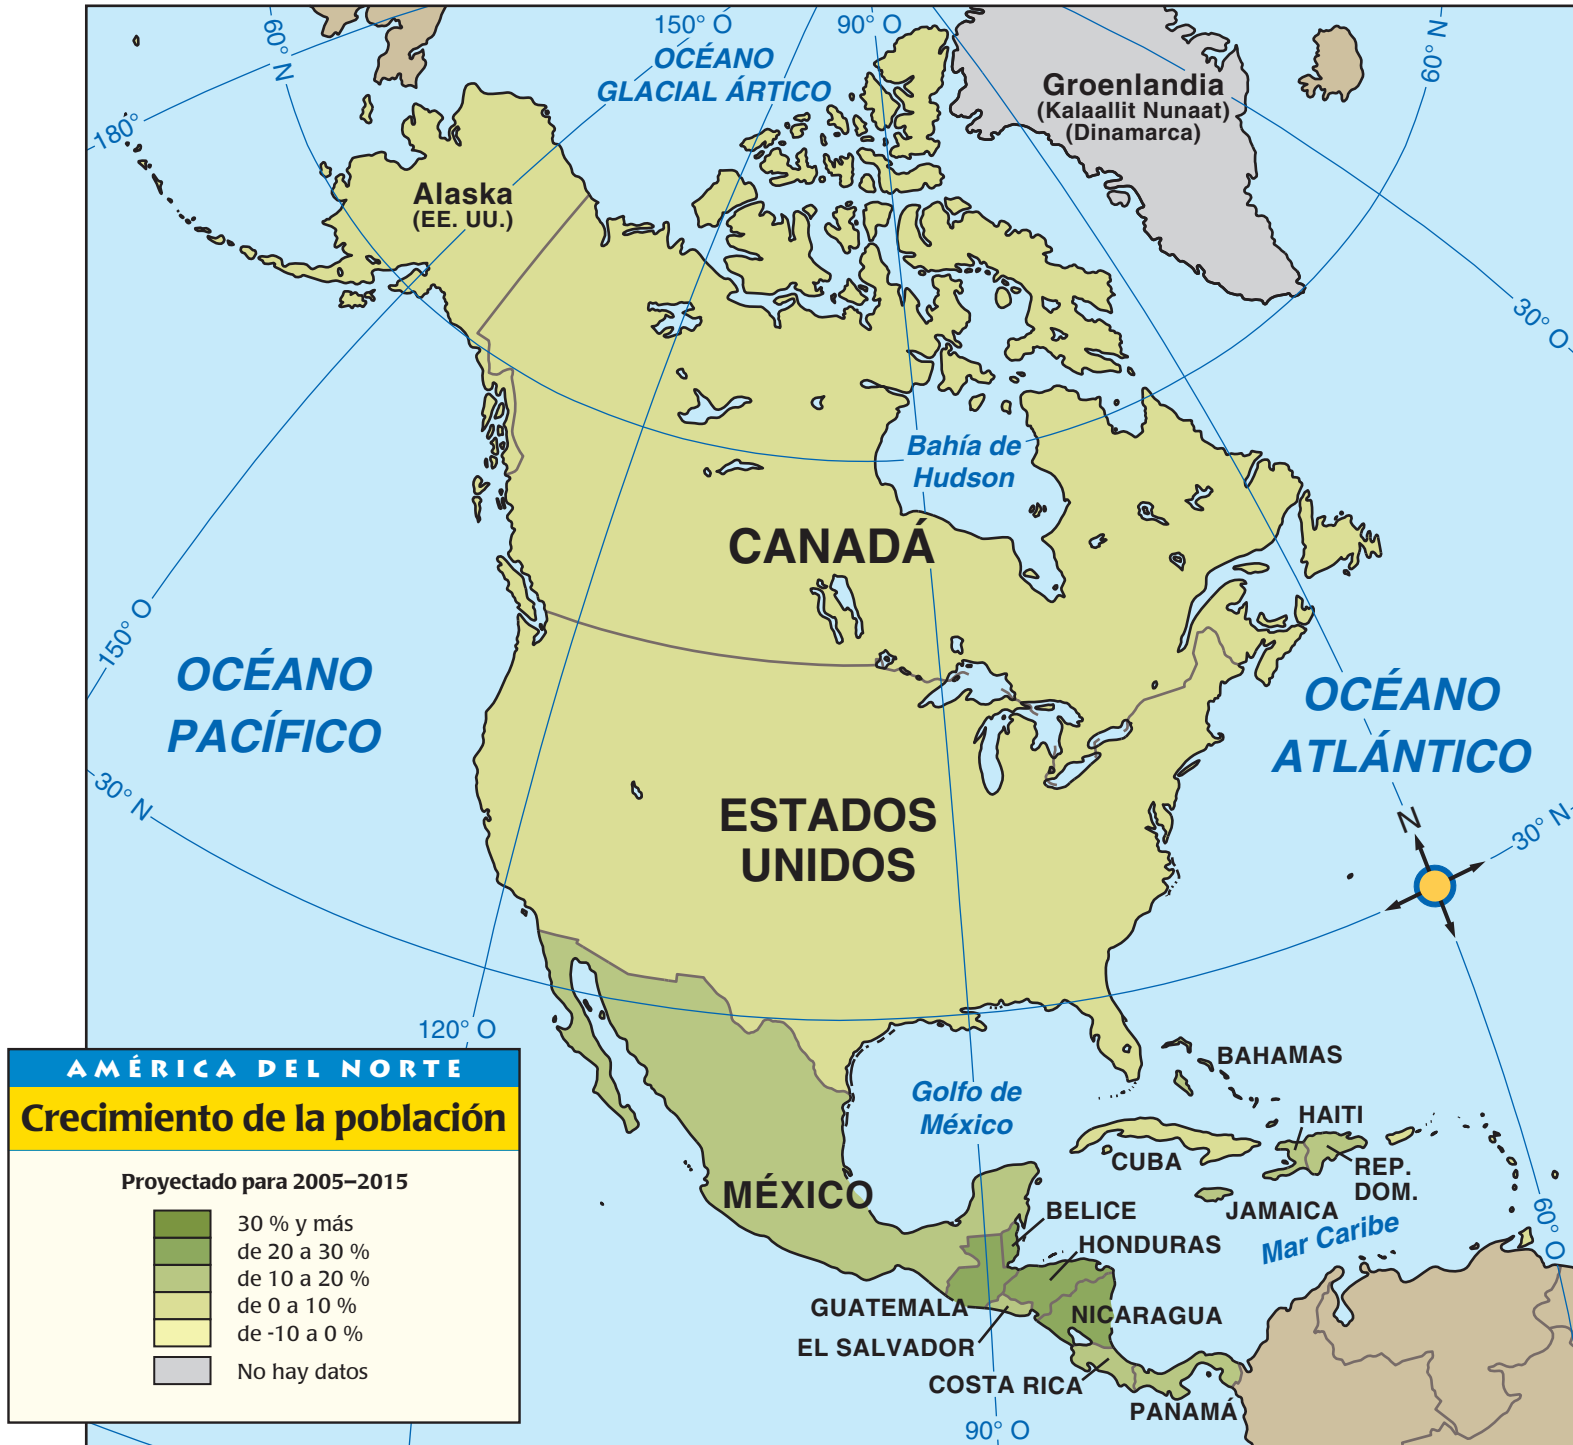 60° N
150° O
90° O
N 60°
OCÉANO
GLACIAL ÁRTICO
180°
Groenlandia
(Kalaallit Nunaat)
(Dinamarca)
Alaska
(EE. UU.)
30° O
Bahía de
Hudson
CANADÁ
150° O
OCÉANO
PACÍFICO
OCÉANO
ATLÁNTICO
30° N
ESTADOS
UNIDOS
N
30° N
120° O
BAHAMAS
Golfo de
México
HAITI
CUBA
REP.
DOM.
MÉXICO
JAMAICA
BELICE
Mar Caribe
60° O
HONDURAS
GUATEMALA
NICARAGUA
EL SALVADOR
COSTA RICA
PANAMÁ
90° O
AMÉRICA DEL NORTE
Crecimiento de la población
Proyectado para 2005–2015
30 % y más
de 20 a 30 %
de 10 a 20 %
de 0 a 10 %
de -10 a 0 %
No hay datos